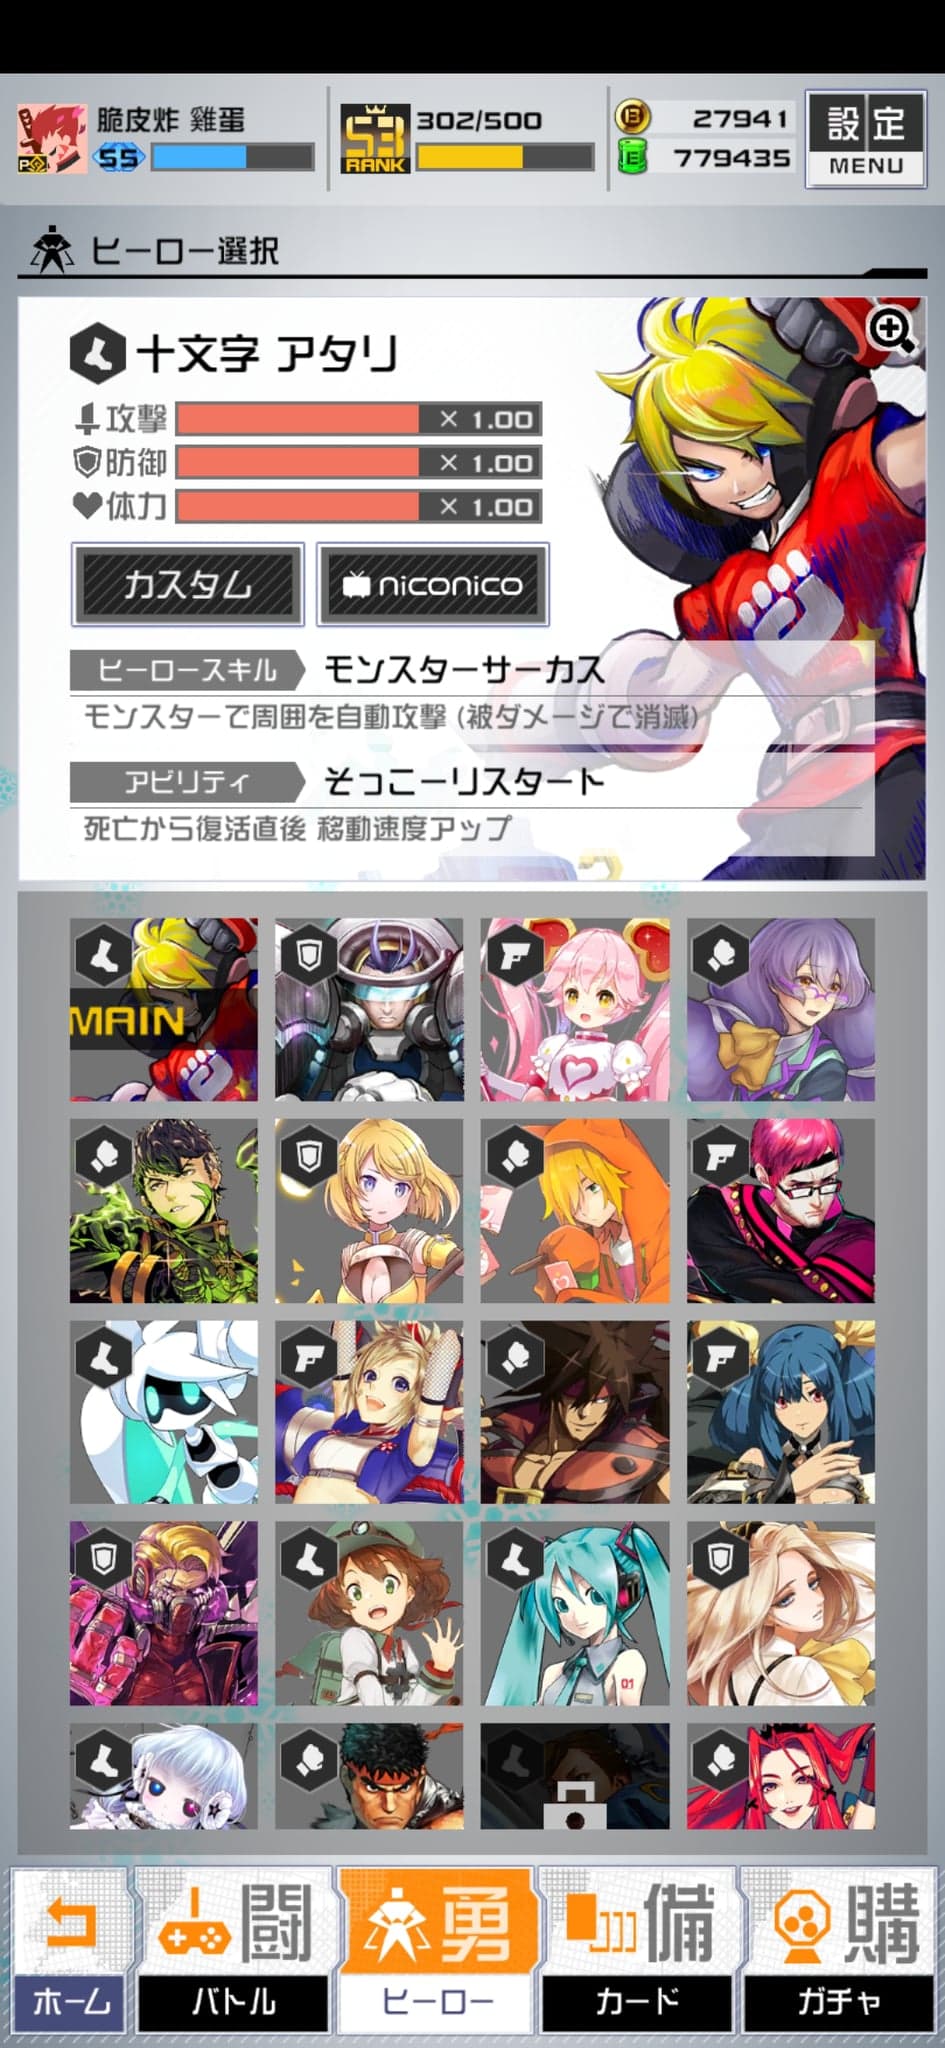 脆皮炸 雞蛋
55
S3
RANK
302/500
27941
779435
設定
MENU
ヒーロー選択
十文字 アタリ
攻撃 × 1.00
防御 × 1.00
体力 × 1.00
カスタム
niconico
ヒーロースキル モンスターサーカス
モンスターで周囲を自動攻撃 (被ダメージで消滅)
アビリティ そっこーリスタート
死亡から復活直後 移動速度アップ
MAIN
01
闘 勇 備 購
ホーム バトル ヒーロー カード ガチャ